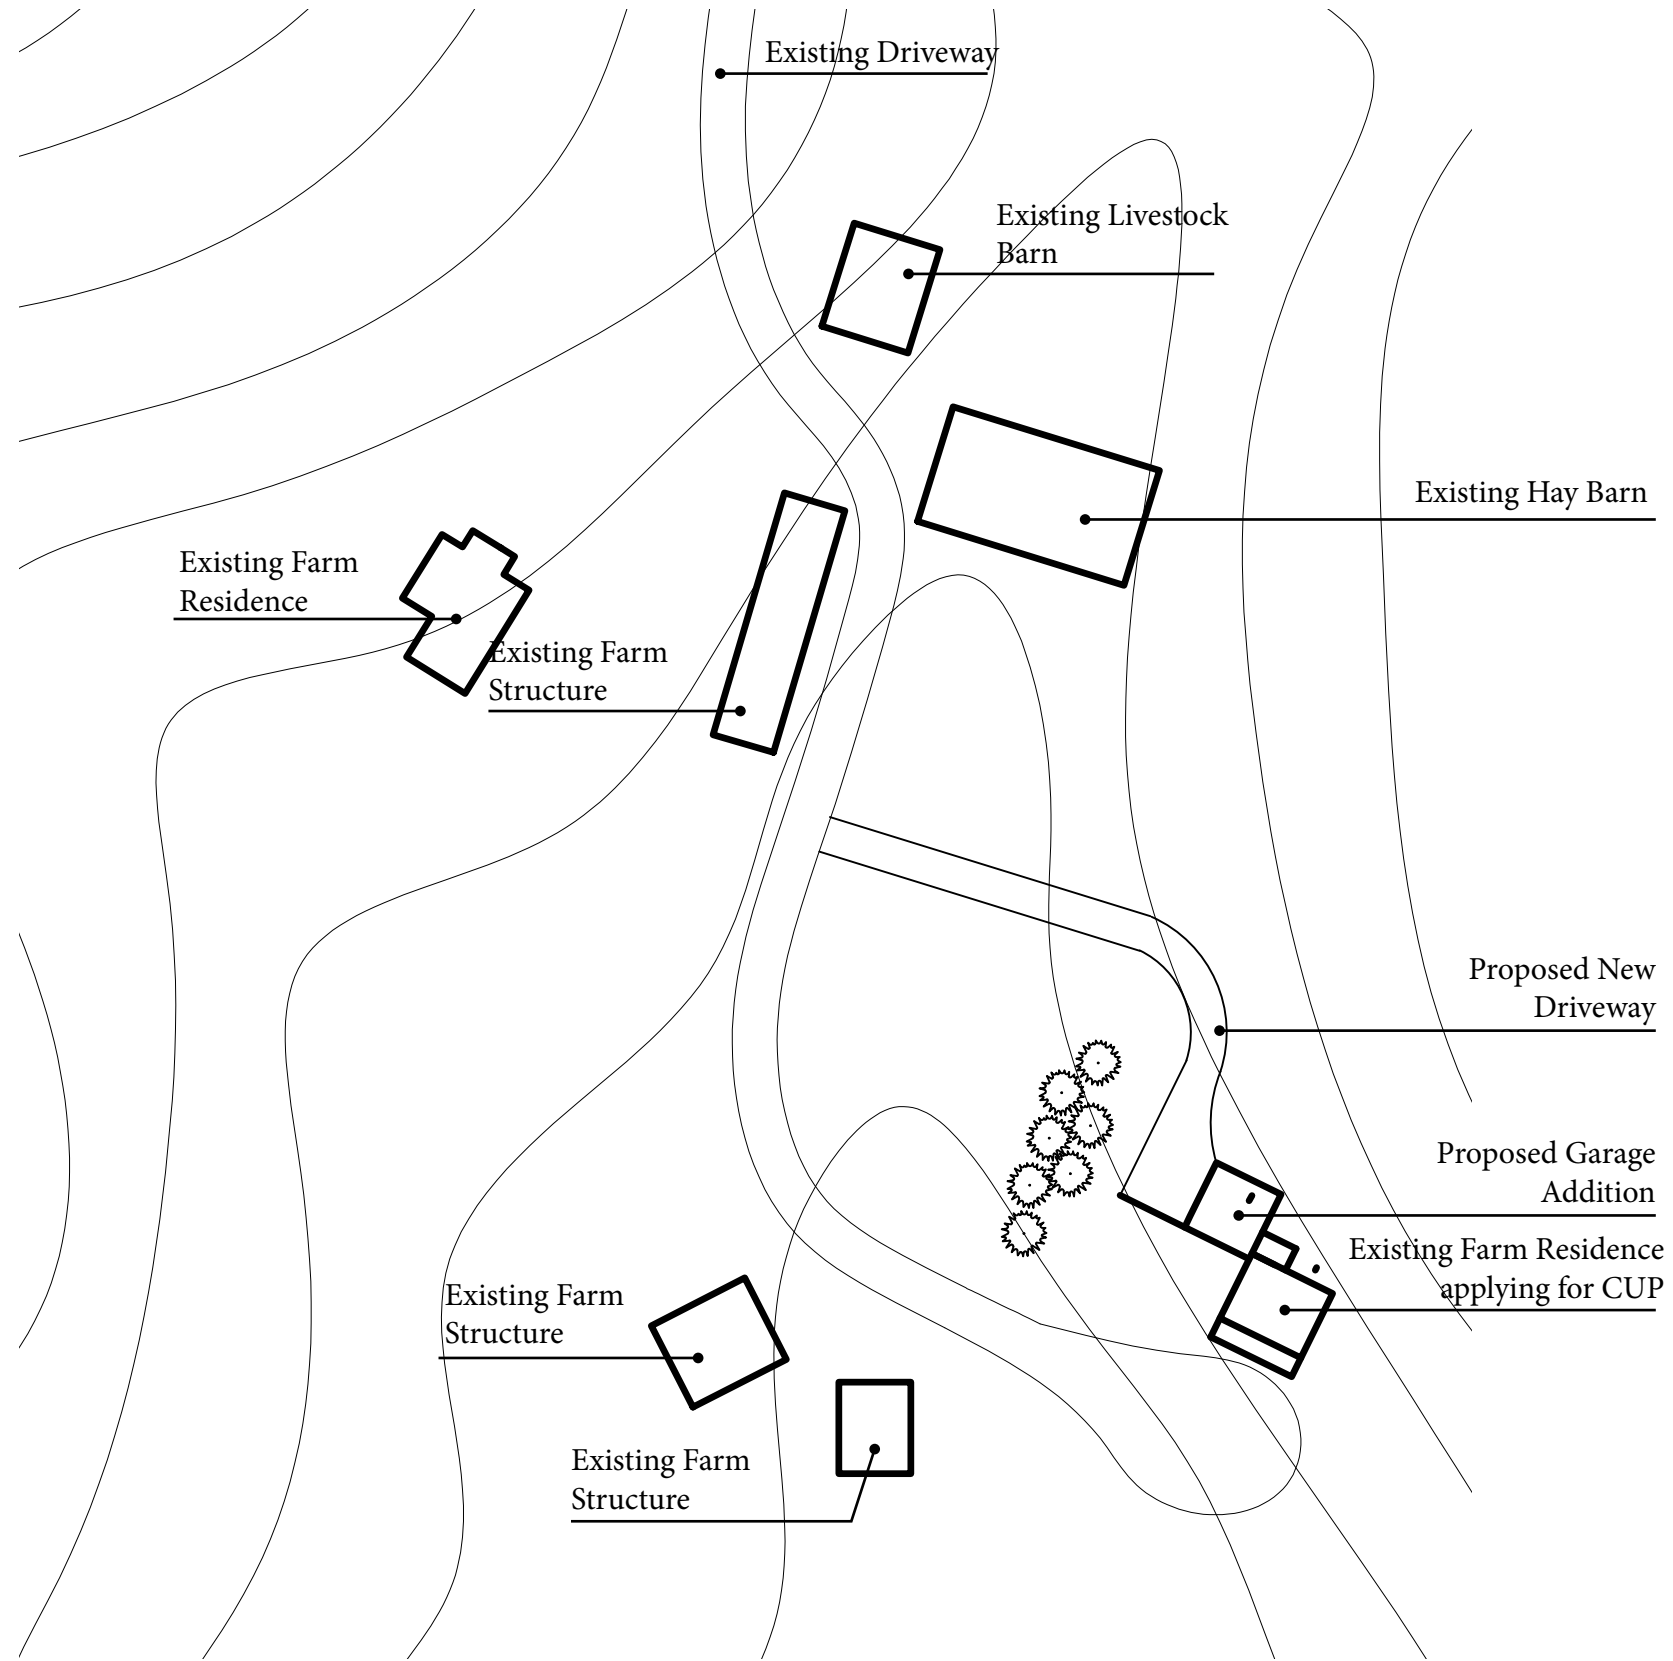 Existing Driveway
Existing Livestock
Barn
Existing Hay Barn
Existing Farm
Residence
Existing Farm
Structure
Proposed New
Driveway
Proposed Garage
Addition
Existing Farm Residence
applying for CUP
Existing Farm
Structure
Existing Farm
Structure